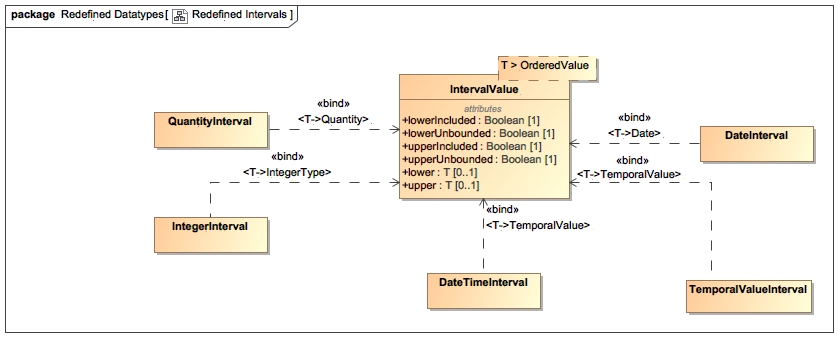 package Redefined Datatypes[ Redefined Intervals ]
T > OrderedValue
IntervalValue
attributes
+lowerIncluded : Boolean [1]
+lowerUnbounded : Boolean [1]
+upperIncluded : Boolean [1]
+upperUnbounded : Boolean [1]
+lower : T [0..1]
+upper : T [0..1]
QuantityInterval
«bind»
<T->Quantity>
«bind»
<T->Date>
DateInterval
«bind»
<T->IntegerType>
«bind»
<T->TemporalValue>
IntegerInterval
«bind»
<T->TemporalValue>
DateTimeInterval
TemporalValueInterval